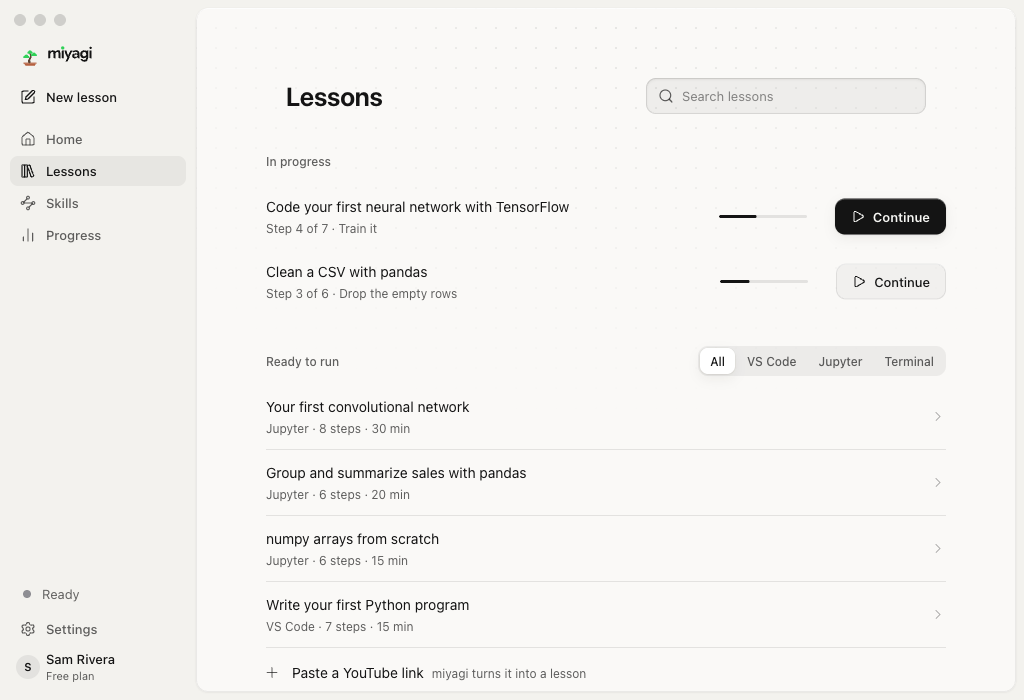 miyagi
New lesson
Home
Lessons
Skills
Progress
Ready
Settings
S
Sam Rivera
Free plan
Lessons
Search lessons
In progress
Code your first neural network with TensorFlow
Step 4 of 7 · Train it
Continue
Clean a CSV with pandas
Step 3 of 6 · Drop the empty rows
Continue
Ready to run
All VS Code Jupyter Terminal
Your first convolutional network
Jupyter · 8 steps · 30 min
Group and summarize sales with pandas
Jupyter · 6 steps · 20 min
numpy arrays from scratch
Jupyter · 6 steps · 15 min
Write your first Python program
VS Code · 7 steps · 15 min
Paste a YouTube link miyagi turns it into a lesson